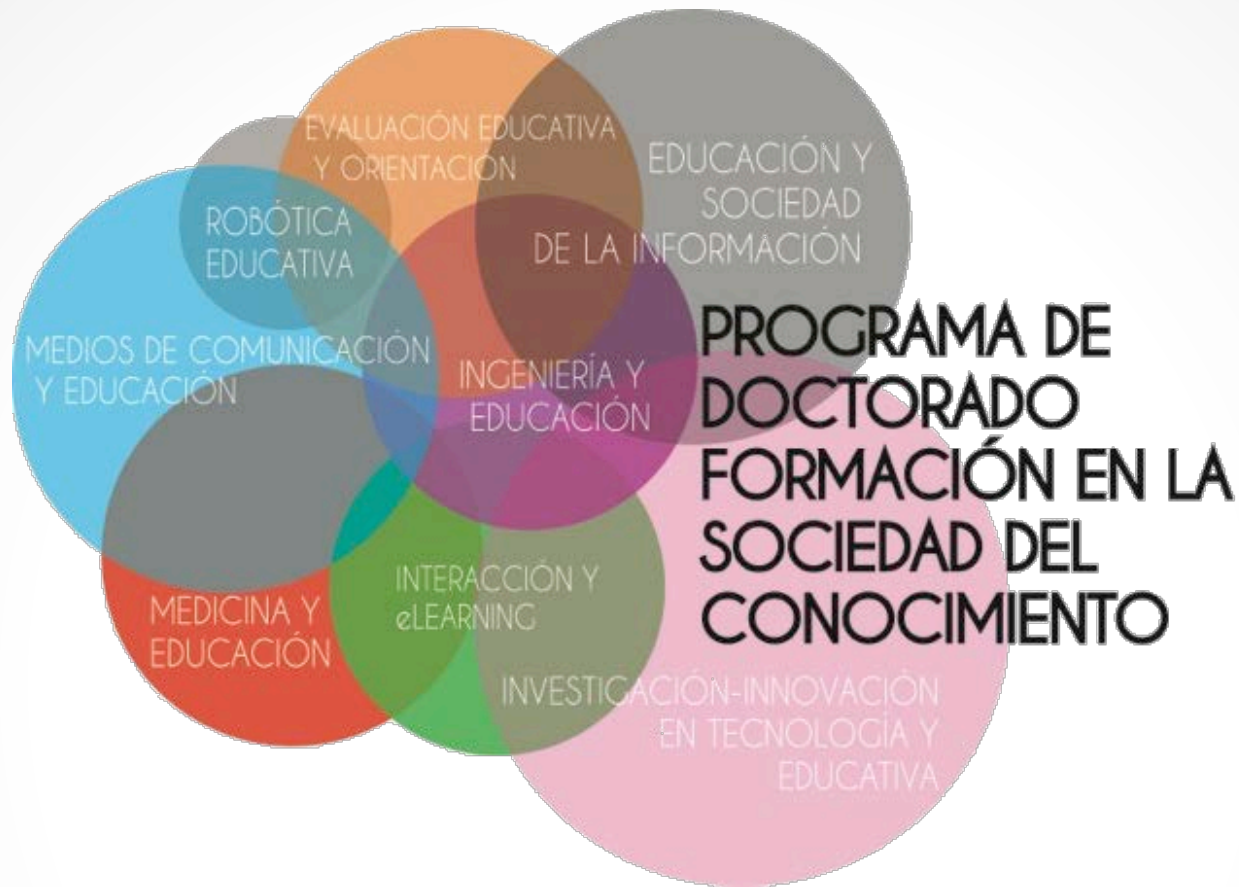 EVALUACIÓN EDUCATIVA
Y ORIENTACIÓN
EDUCACIÓN Y
SOCIEDAD
DE LA INFORMACIÓN
ROBÓTICA
EDUCATIVA
MEDIOS DE COMUNICACIÓN
Y EDUCACIÓN
INGENIERÍA Y
EDUCACIÓN
PROGRAMA DE
DOCTORADO
FORMACIÓN EN LA
SOCIEDAD DEL
CONOCIMIENTO
INTERACCIÓN Y
eLEARNING
MEDICINA Y
EDUCACIÓN
INVESTIGACIÓN-INNOVACIÓN
EN TECNOLOGÍA Y
EDUCATIVA